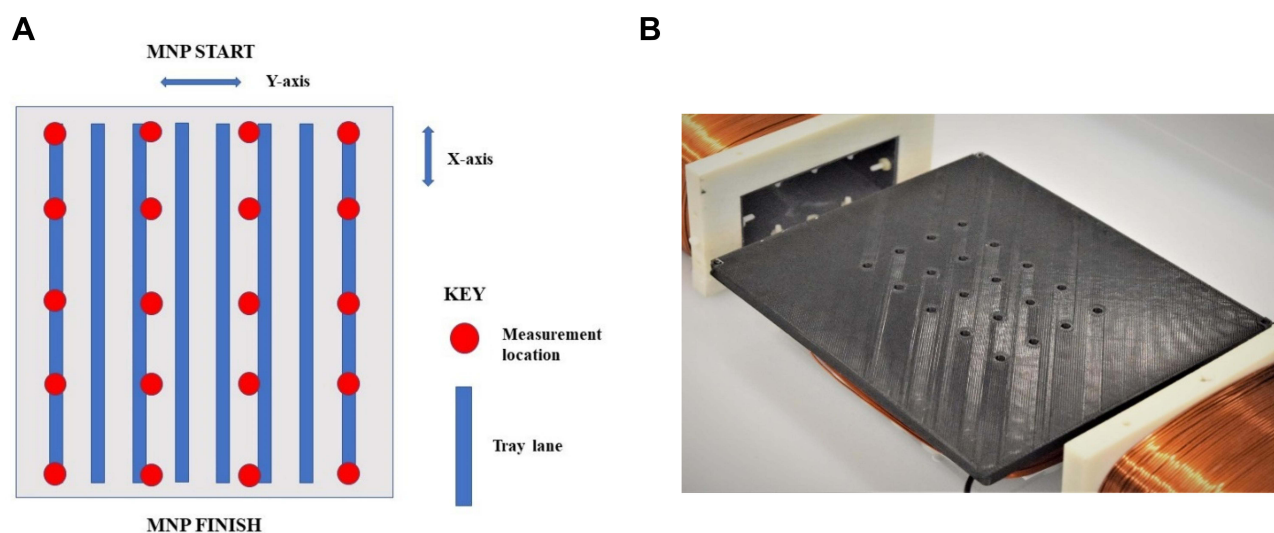 A
B
MNP START
Y-axis
X-axis
KEY
Measurement
location
Tray lane
MNP FINISH